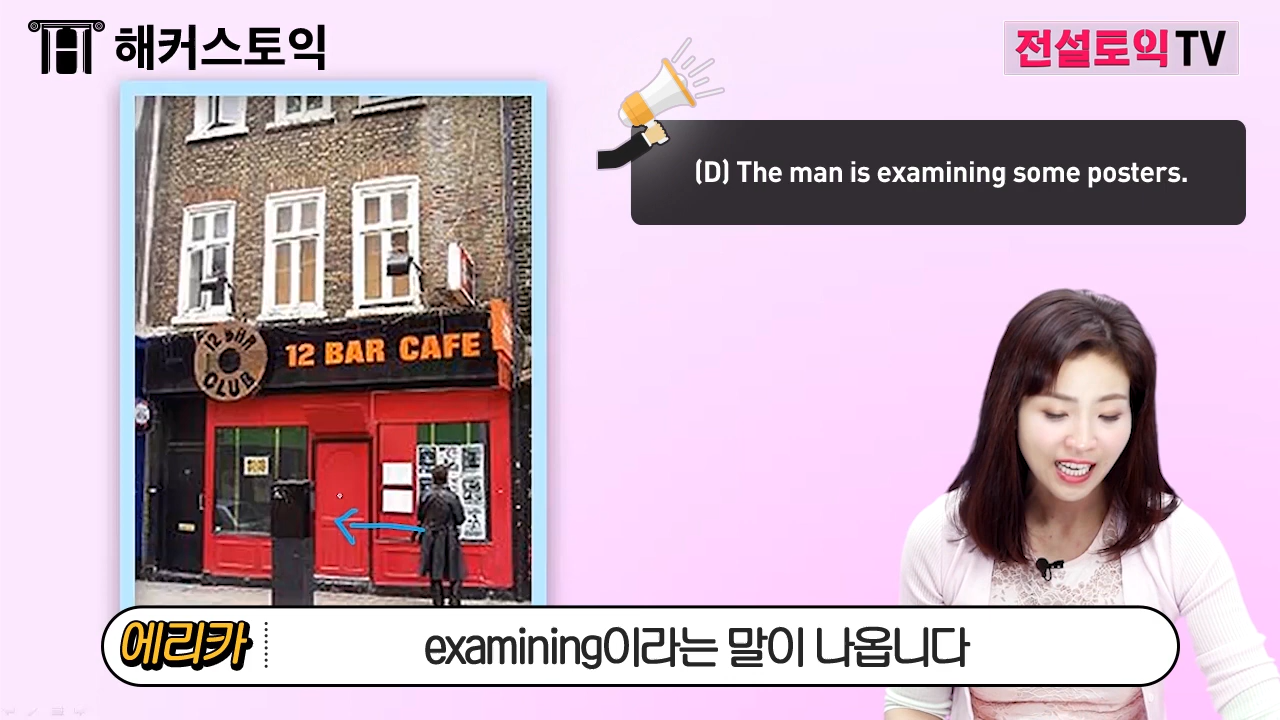 해커스토익
전설토익TV
(D) The man is examining some posters.
12 BAR
CLUB
12 BAR CAFE
에리카
examining이라는 말이 나옵니다